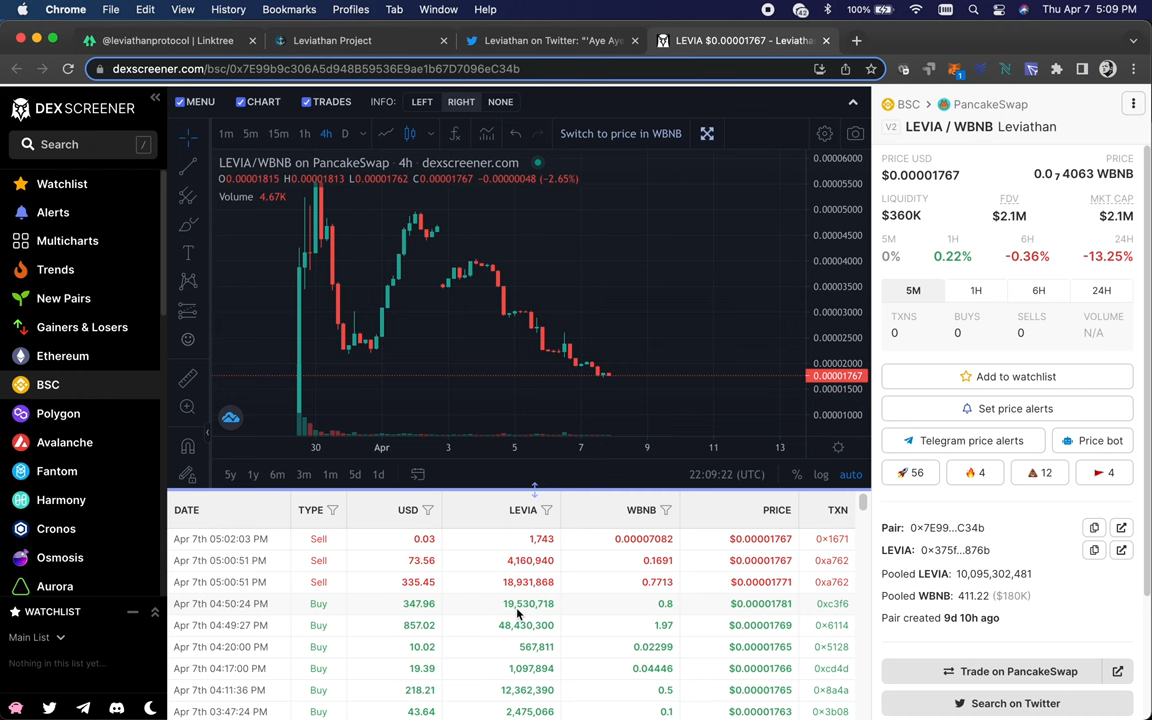 Chrome File Edit View History Bookmarks Profiles Tab Window Help 42 100% Thu Apr 7 5:09 PM
@leviathanprotocol | Linktree Leviathan Project Leviathan on Twitter: "'Aye Aye LEVIA $0.00001767 - Leviatha
dexscreener.com/bsc/0x7E99b9c306A5d948B59536E9ae1b67D7096eC34b 1
DEX SCREENER
Search /
Watchlist
Alerts
Multicharts
Trends
New Pairs
Gainers & Losers
Ethereum
BSC
Polygon
Avalanche
Fantom
Harmony
Cronos
Osmosis
Aurora
WATCHLIST
Main List
Nothing in this list yet...
MENU CHART TRADES INFO: LEFT RIGHT NONE
1m 5m 15m 1h 4h D Switch to price in WBNB
LEVIA/WBNB on PancakeSwap · 4h · dexscreener.com
O0.00001815 H0.00001813 L0.00001762 C0.00001767 −0.00000048 (−2.65%)
Volume 4.67K
0.00006000
0.00005500
0.00005000
0.00004500
0.00004000
0.00003500
0.00003000
0.00002500
0.00002000
0.00001767
0.00001500
0.00001000
30 Apr 3 5 7 9 11 13
5y 1y 6m 3m 1m 5d 1d 22:09:22 (UTC) % log auto
DATE TYPE USD LEVIA WBNB PRICE TXN
Apr 7th 05:02:03 PM Sell 0.03 1,743 0.00007082 $0.00001767 0x1671
Apr 7th 05:00:51 PM Sell 73.56 4,160,940 0.1691 $0.00001767 0xa762
Apr 7th 05:00:51 PM Sell 335.45 18,931,868 0.7713 $0.00001771 0xa762
Apr 7th 04:50:24 PM Buy 347.96 19,530,718 0.8 $0.00001781 0xc3f6
Apr 7th 04:49:27 PM Buy 857.02 48,430,300 1.97 $0.00001769 0x6114
Apr 7th 04:20:00 PM Buy 10.02 567,811 0.02299 $0.00001765 0x5128
Apr 7th 04:17:00 PM Buy 19.39 1,097,894 0.04446 $0.00001766 0xcd4d
Apr 7th 04:11:36 PM Buy 218.21 12,362,390 0.5 $0.00001765 0x8a4a
Apr 7th 03:47:24 PM Buy 43.64 2,475,066 0.1 $0.00001763 0x3b08
BSC > PancakeSwap
V2 LEVIA / WBNB Leviathan
PRICE USD PRICE
$0.00001767 0.0₇4063 WBNB
LIQUIDITY FDV MKT CAP
$360K $2.1M $2.1M
5M 1H 6H 24H
0% 0.22% -0.36% -13.25%
5M 1H 6H 24H
TXNS BUYS SELLS VOLUME
0 0 0 N/A
Add to watchlist
Set price alerts
Telegram price alerts Price bot
56 4 12 4
Pair: 0x7E99...C34b
LEVIA: 0x375f...876b
Pooled LEVIA: 10,095,302,481
Pooled WBNB: 411.22 ($180K)
Pair created 9d 10h ago
Trade on PancakeSwap
Search on Twitter